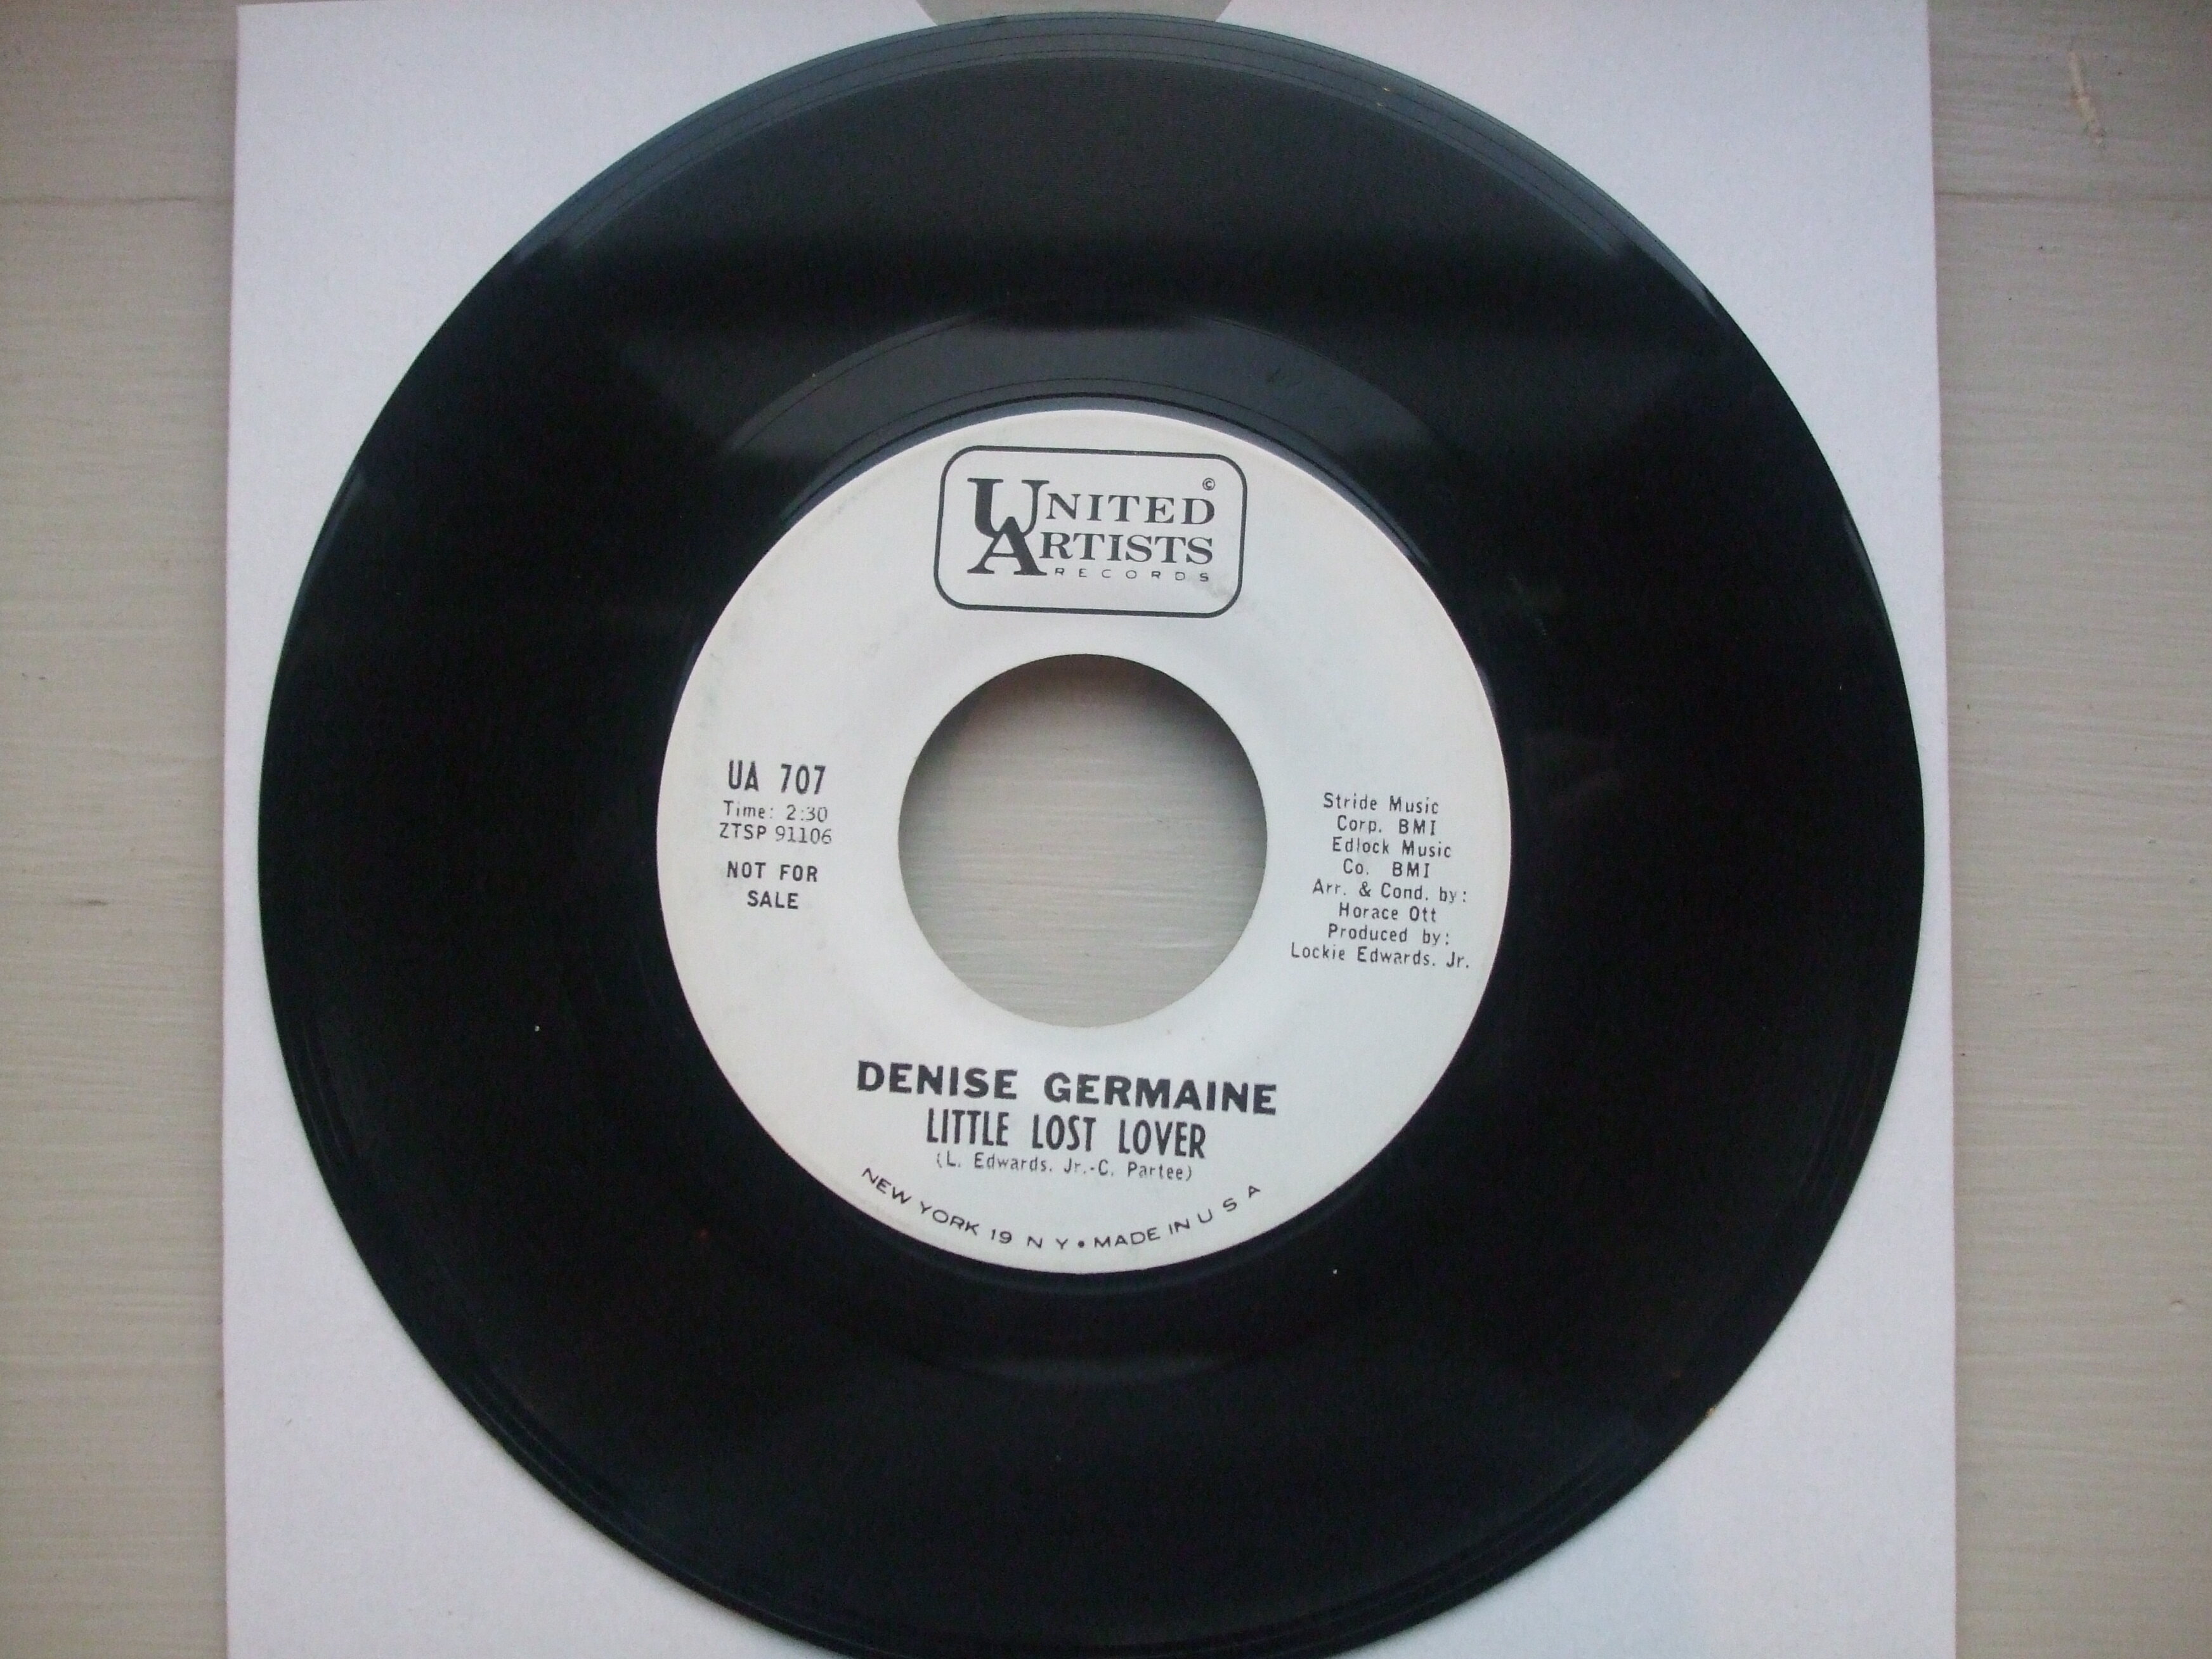 UNITED ©
ARTISTS
RECORDS
UA 707
Time: 2:30
ZTSP 91106
NOT FOR
SALE
Stride Music
Corp. BMI
Edlock Music
Co. BMI
Arr. & Cond. by:
Horace Ott
Produced by:
Lockie Edwards. Jr.
DENISE GERMAINE
LITTLE LOST LOVER
(L. Edwards. Jr.-C. Partee)
NEW YORK 19 N Y • MADE IN U S A